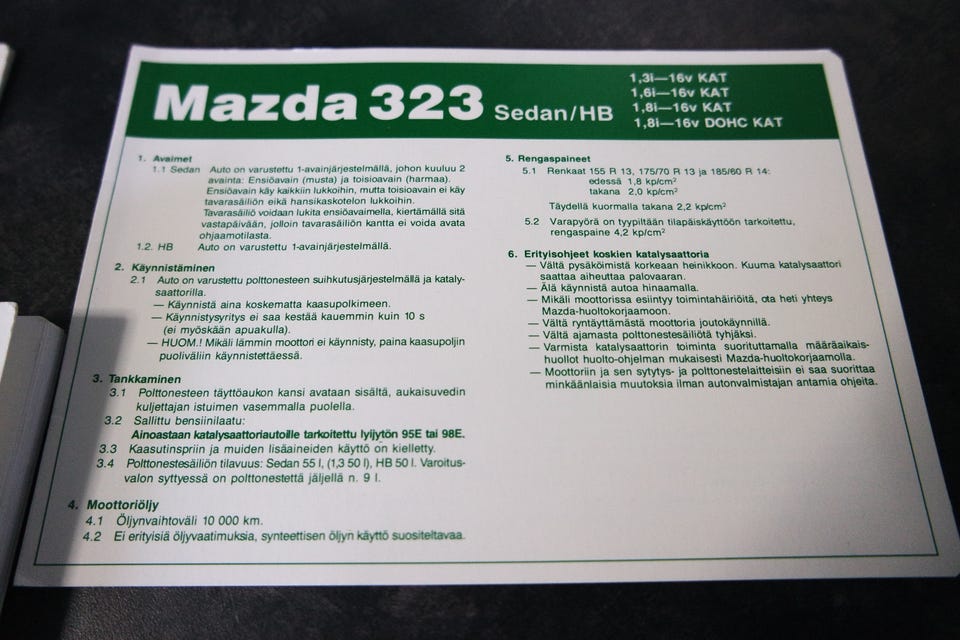 Mazda 323 Sedan/HB
1,3i—16v KAT
1,6i—16v KAT
1,8i—16v KAT
1,8i—16v DOHC KAT
1. Avaimet
1.1 Sedan Auto on varustettu 1-avainjärjestelmällä, johon kuuluu 2
avainta: Ensiöavain (musta) ja toisioavain (harmaa).
Ensiöavain käy kaikkiin lukkoihin, mutta toisioavain ei käy
tavarasäiliön eikä hansikaskotelon lukkoihin.
Tavarasäiliö voidaan lukita ensiöavaimella, kiertämällä sitä
vastapäivään, jolloin tavarasäiliön kantta ei voida avata
ohjaamotilasta.
1.2. HB Auto on varustettu 1-avainjärjestelmällä.
2. Käynnistäminen
2.1 Auto on varustettu polttonesteen suihkutusjärjestelmällä ja kataly-
saattorilla.
— Käynnistä aina koskematta kaasupolkimeen.
— Käynnistysyritys ei saa kestää kauemmin kuin 10 s
(ei myöskään apuakulla).
— HUOM.! Mikäli lämmin moottori ei käynnisty, paina kaasupoljin
puoliväliin käynnistettäessä.
3. Tankkaminen
3.1 Polttonesteen täyttöaukon kansi avataan sisältä, aukaisuvedin
kuljettajan istuimen vasemmalla puolella.
3.2 Sallittu bensiinilaatu:
Ainoastaan katalysaattoriautoille tarkoitettu lyijytön 95E tai 98E.
3.3 Kaasutinspriin ja muiden lisäaineiden käyttö on kielletty.
3.4 Polttonestesäiliön tilavuus: Sedan 55 l, (1,3 50 l), HB 50 l. Varoitus-
valon syttyessä on polttonestettä jäljellä n. 9 l.
4. Moottoriöljy
4.1 Öljynvaihtoväli 10 000 km.
4.2 Ei erityisiä öljyvaatimuksia, synteettisen öljyn käyttö suositeltavaa.
5. Rengaspaineet
5.1 Renkaat 155 R 13, 175/70 R 13 ja 185/60 R 14:
edessä 1,8 kp/cm²
takana 2,0 kp/cm²
Täydellä kuormalla takana 2,2 kp/cm²
5.2 Varapyörä on tyypiltään tilapäiskäyttöön tarkoitettu,
rengaspaine 4,2 kp/cm²
6. Erityisohjeet koskien katalysaattoria
— Vältä pysäköimistä korkeaan heinikkoon. Kuuma katalysaattori
saattaa aiheuttaa palovaaran.
— Älä käynnistä autoa hinaamalla.
— Mikäli moottorissa esiintyy toimintahäiriöitä, ota heti yhteys
Mazda-huoltokorjaamoon.
— Vältä ryntäyttämästä moottoria joutokäynnillä.
— Vältä ajamasta polttonestesäiliötä tyhjäksi.
— Varmista katalysaattorin toiminta suorituttamalla määräaikais-
huollot huolto-ohjelman mukaisesti Mazda-huoltokorjaamolla.
— Moottoriin ja sen sytytys- ja polttonestelaitteisiin ei saa suorittaa
minkäänlaisia muutoksia ilman autonvalmistajan antamia ohjeita.